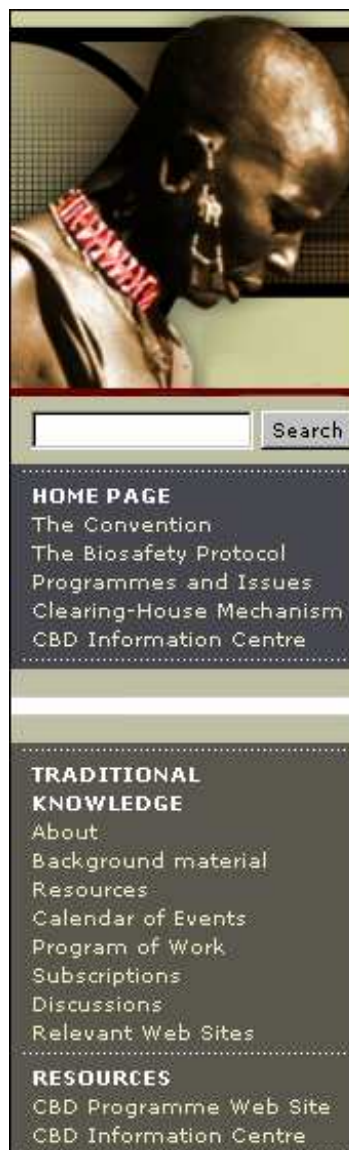 Search
HOME PAGE
The Convention
The Biosafety Protocol
Programmes and Issues
Clearing-House Mechanism
CBD Information Centre
TRADITIONAL
KNOWLEDGE
About
Background material
Resources
Calendar of Events
Program of Work
Subscriptions
Discussions
Relevant Web Sites
RESOURCES
CBD Programme Web Site
CBD Information Centre